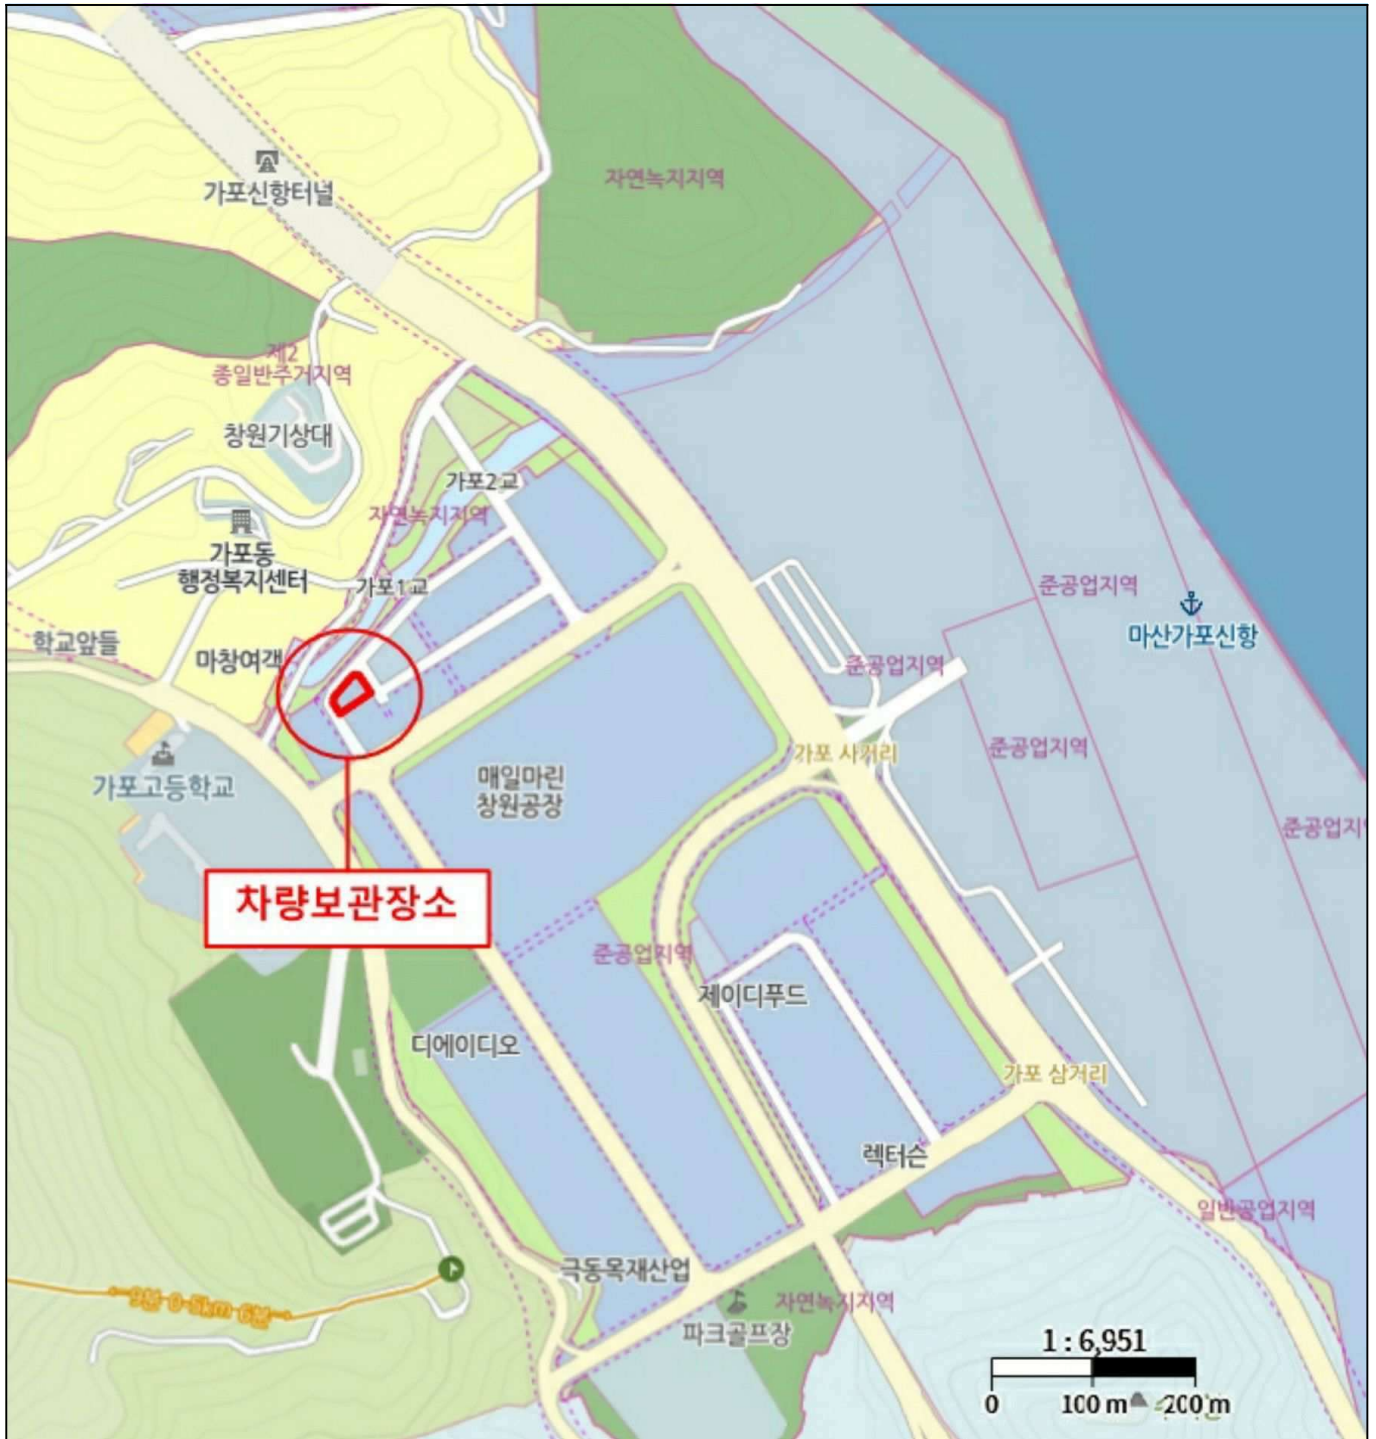 가포신항터널
자연녹지지역
제2
종일반주거지역
창원기상대
가포2교
자연녹지지역
가포동
행정복지센터
가포1교
준공업지역
마산가포신항
학교앞들
마창여객
준공업지역
가포 사거리
준공업지역
가포고등학교
매일마린
창원공장
준공업지
차량보관장소
준공업지역
제이디푸드
디에이디오
가포 삼거리
렉터슨
일반공업지역
극동목재산업
9분 0.5km 6분
자연녹지지역
파크골프장
1 : 6,951
0 100 m 200 m